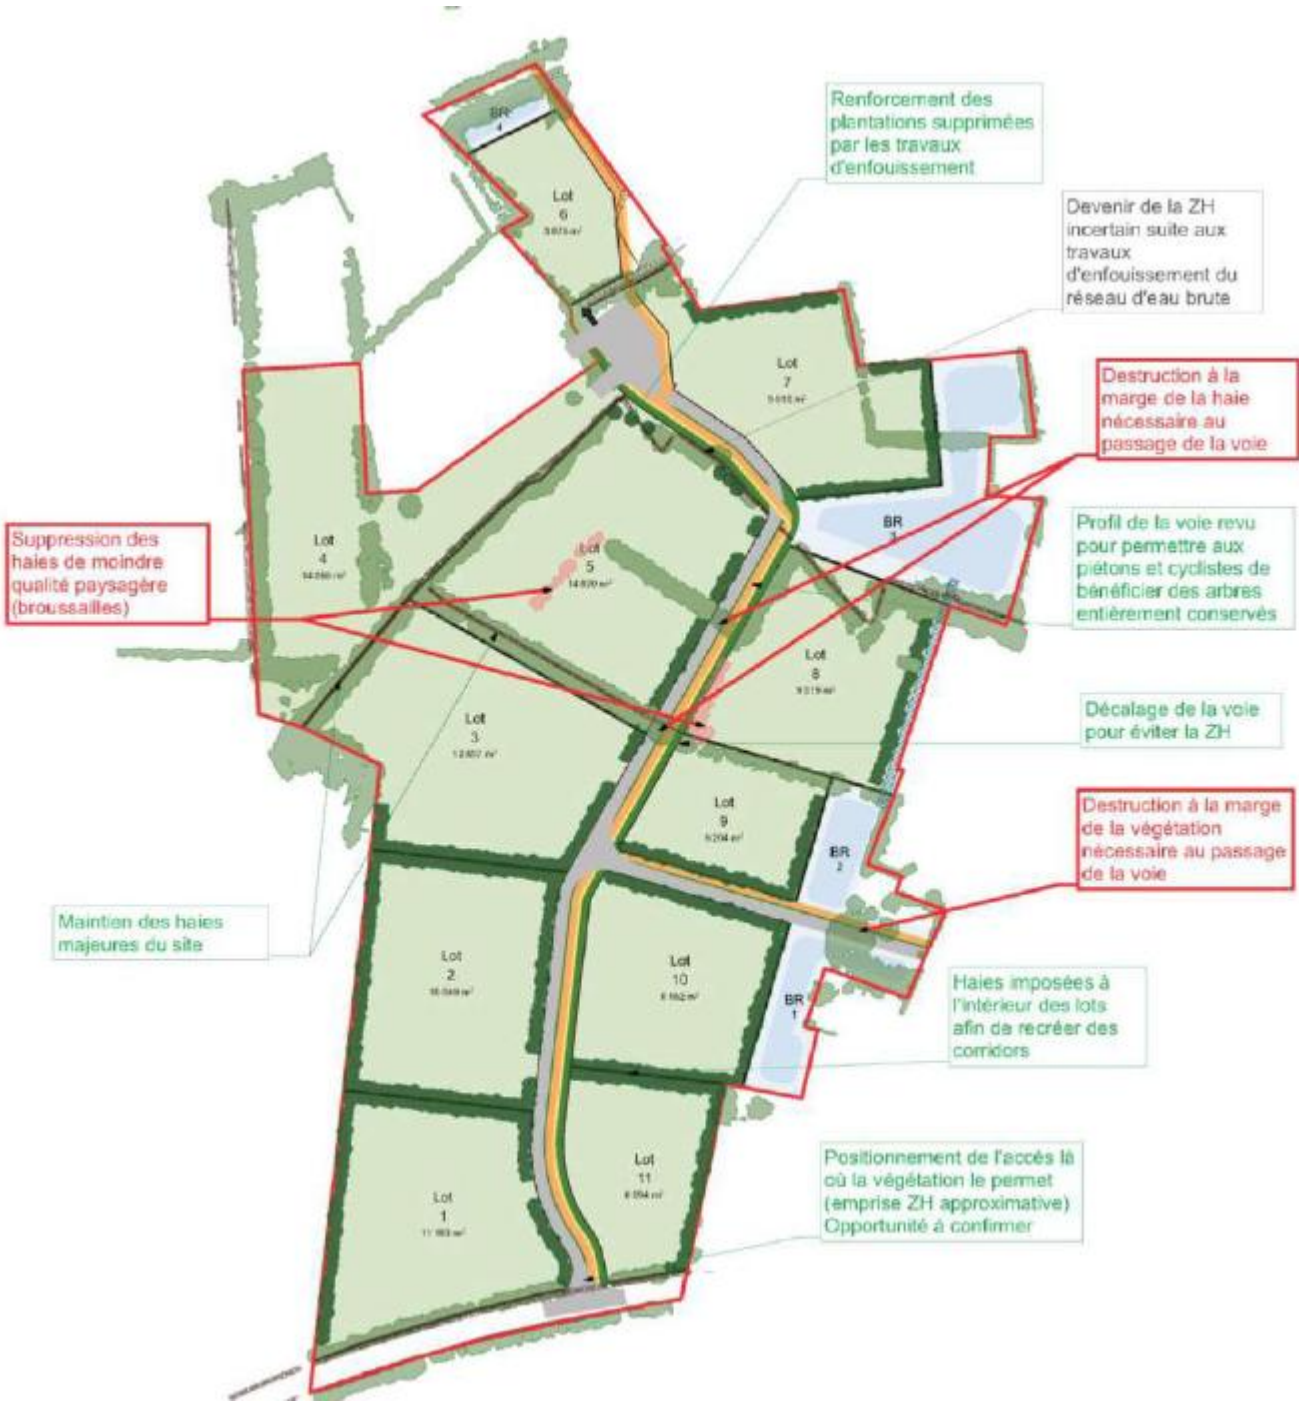 Renforcement des
plantations supprimées
par les travaux
d'enfouissement
Devenir de la ZH
incertain suite aux
travaux
d'enfouissement du
réseau d'eau brute
Destruction à la
marge de la haie
nécessaire au
passage de la voie
Profil de la voie revu
pour permettre aux
piétons et cyclistes de
bénéficier des arbres
entièrement conservés
Décalage de la voie
pour éviter la ZH
Destruction à la marge
de la végétation
nécessaire au passage
de la voie
Haies imposées à
l'intérieur des lots
afin de recréer des
corridors
Positionnement de l'accès là
où la végétation le permet
(emprise ZH approximative)
Opportunité à confirmer
Suppression des
haies de moindre
qualité paysagère
(broussailles)
Maintien des haies
majeures du site
BR
4
Lot
6
Lot
7
BR
3
Lot
4
Lot
5
Lot
8
Lot
3
Lot
9
BR
2
Lot
2
Lot
10
BR
1
Lot
11
Lot
1